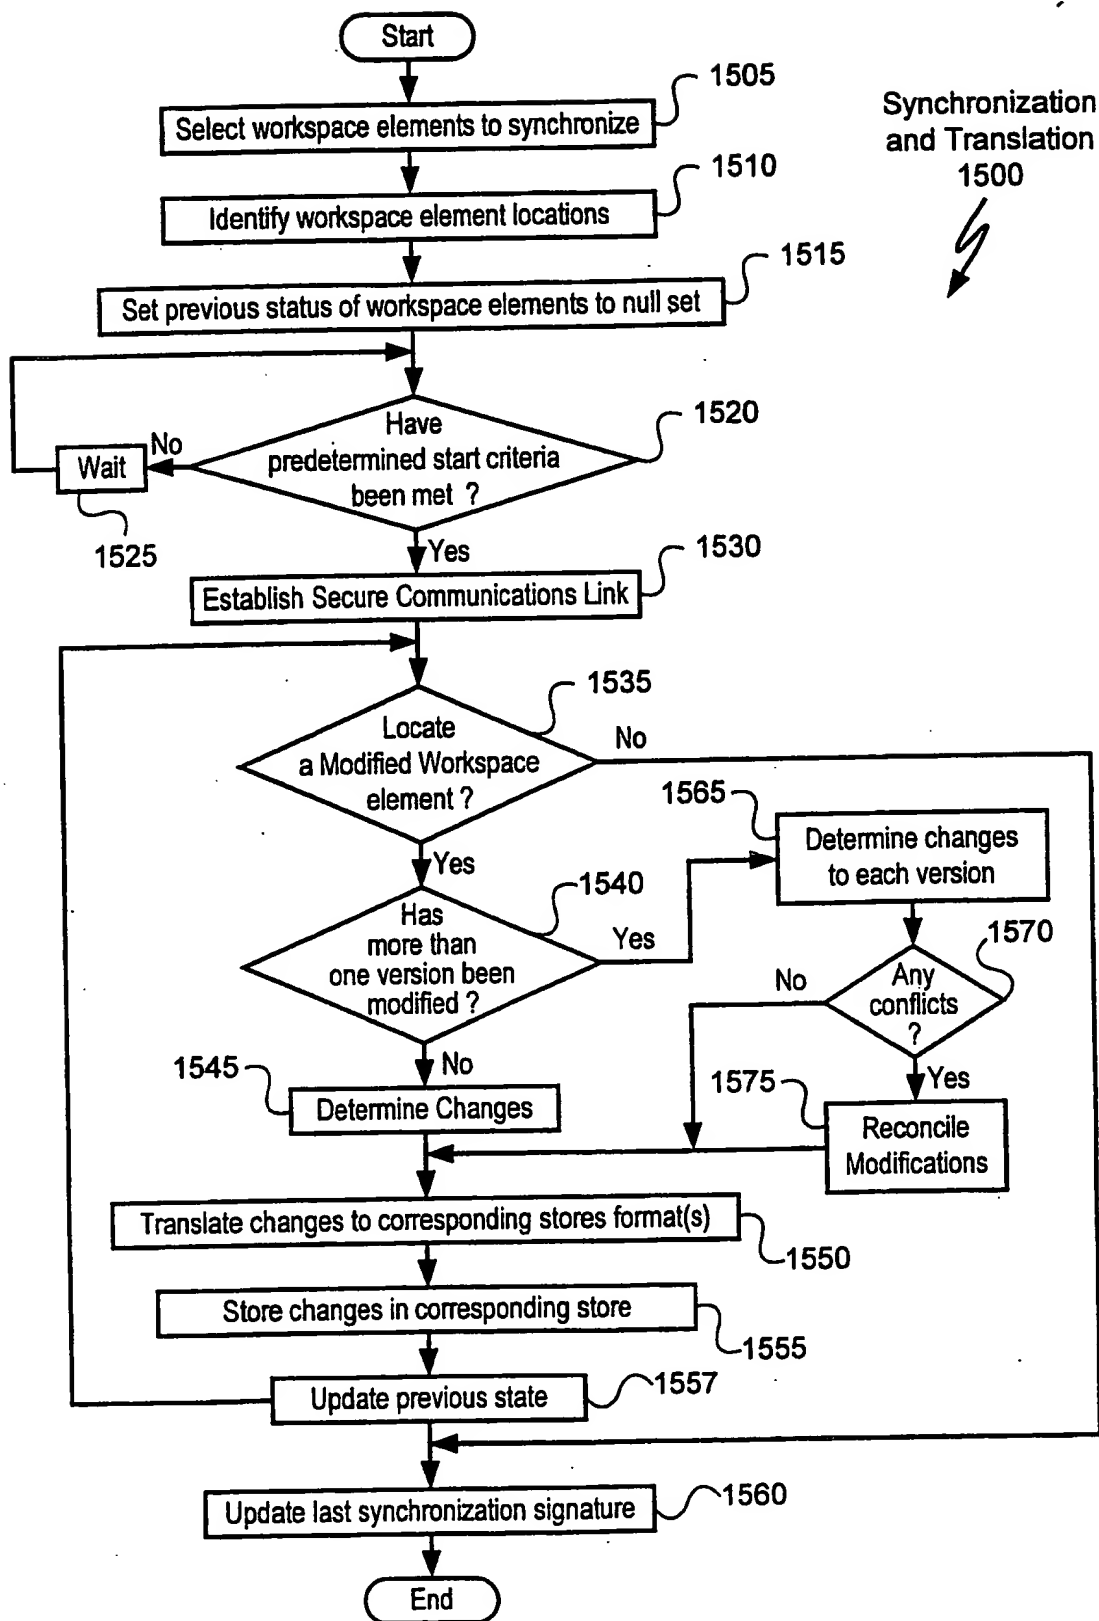 Start
1505
Select workspace elements to synchronize
Synchronization
and Translation
1500
1510
Identify workspace element locations
1515
Set previous status of workspace elements to null set
1520
Have
predetermined start criteria
been met ?
No
Wait
1525
Yes
1530
Establish Secure Communications Link
1535
Locate
a Modified Workspace
element ?
No
Yes
1565
Determine changes
to each version
1540
Has
more than
one version been
modified ?
Yes
1570
Any
conflicts
?
No
No
1545
Determine Changes
Yes
1575
Reconcile
Modifications
Translate changes to corresponding stores format(s)
1550
Store changes in corresponding store
1555
Update previous state
1557
Update last synchronization signature
1560
End